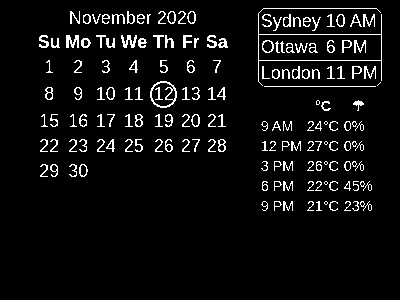 November 2020
Su Mo Tu We Th Fr Sa
1 2 3 4 5 6 7
8 9 10 11 12 13 14
15 16 17 18 19 20 21
22 23 24 25 26 27 28
29 30
Sydney 10 AM
Ottawa 6 PM
London 11 PM
°C
9 AM 24°C 0%
12 PM 27°C 0%
3 PM 26°C 0%
6 PM 22°C 45%
9 PM 21°C 23%